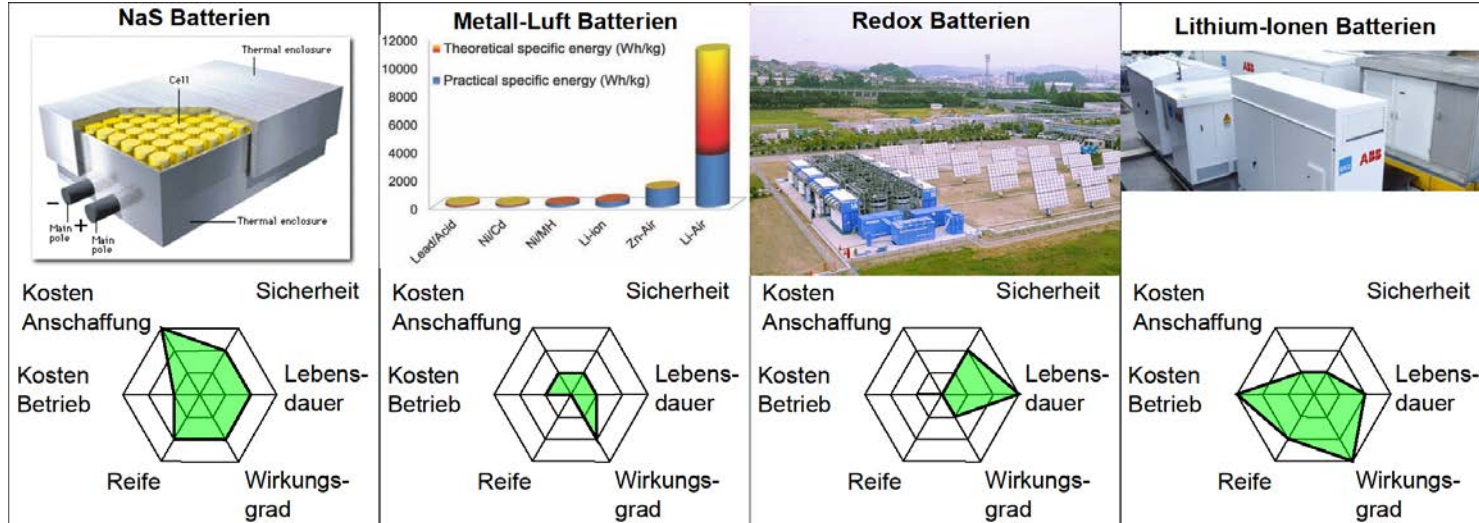 NaS Batterien
Thermal enclosure
Cell
−
+
Main
pole
Main
pole
Thermal enclosure
Kosten
Anschaffung
Sicherheit
Kosten
Betrieb
Lebens-
dauer
Reife
Wirkungs-
grad
Metall-Luft Batterien
12000
10000
8000
6000
4000
2000
0
Theoretical specific energy (Wh/kg)
Practical specific energy (Wh/kg)
Lead/Acid
Ni/Cd
Ni/MH
Li-ion
Zn-Air
Li-Air
Kosten
Anschaffung
Sicherheit
Kosten
Betrieb
Lebens-
dauer
Reife
Wirkungs-
grad
Redox Batterien
Kosten
Anschaffung
Sicherheit
Kosten
Betrieb
Lebens-
dauer
Reife
Wirkungs-
grad
Lithium-Ionen Batterien
ABB
ABB
Kosten
Anschaffung
Sicherheit
Kosten
Betrieb
Lebens-
dauer
Reife
Wirkungs-
grad